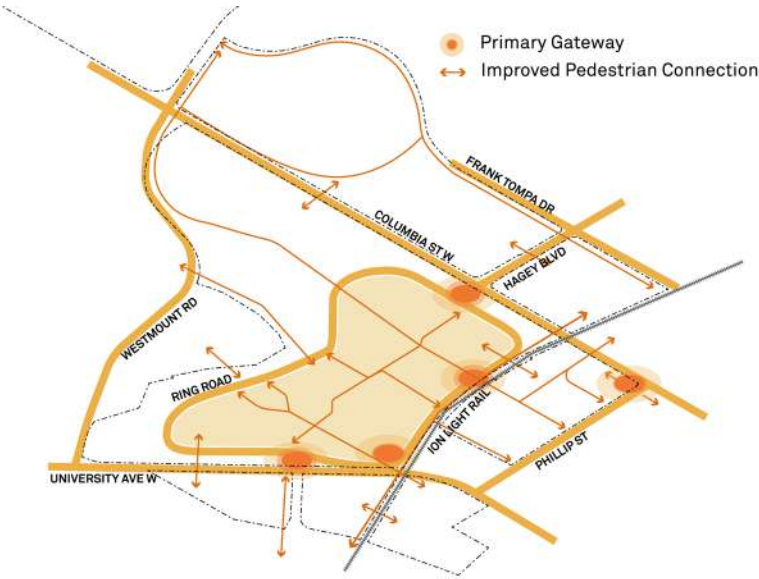 Primary Gateway
Improved Pedestrian Connection
FRANK TOMPA DR
COLUMBIA ST W
HAGEY BLVD
WESTMOUNT RD
RING ROAD
ION LIGHT RAIL
PHILLIP ST
UNIVERSITY AVE W